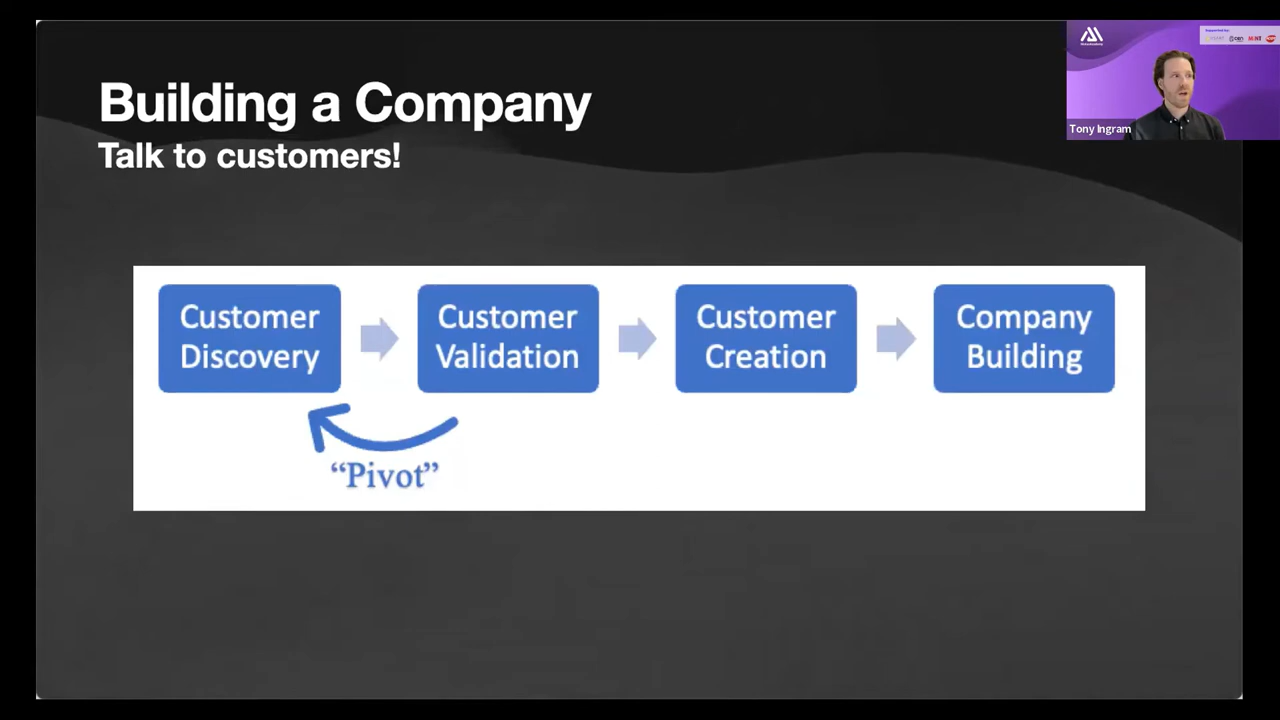 Building a Company
Talk to customers!
Tony Ingram
Customer
Discovery
Customer
Validation
Customer
Creation
Company
Building
“Pivot”